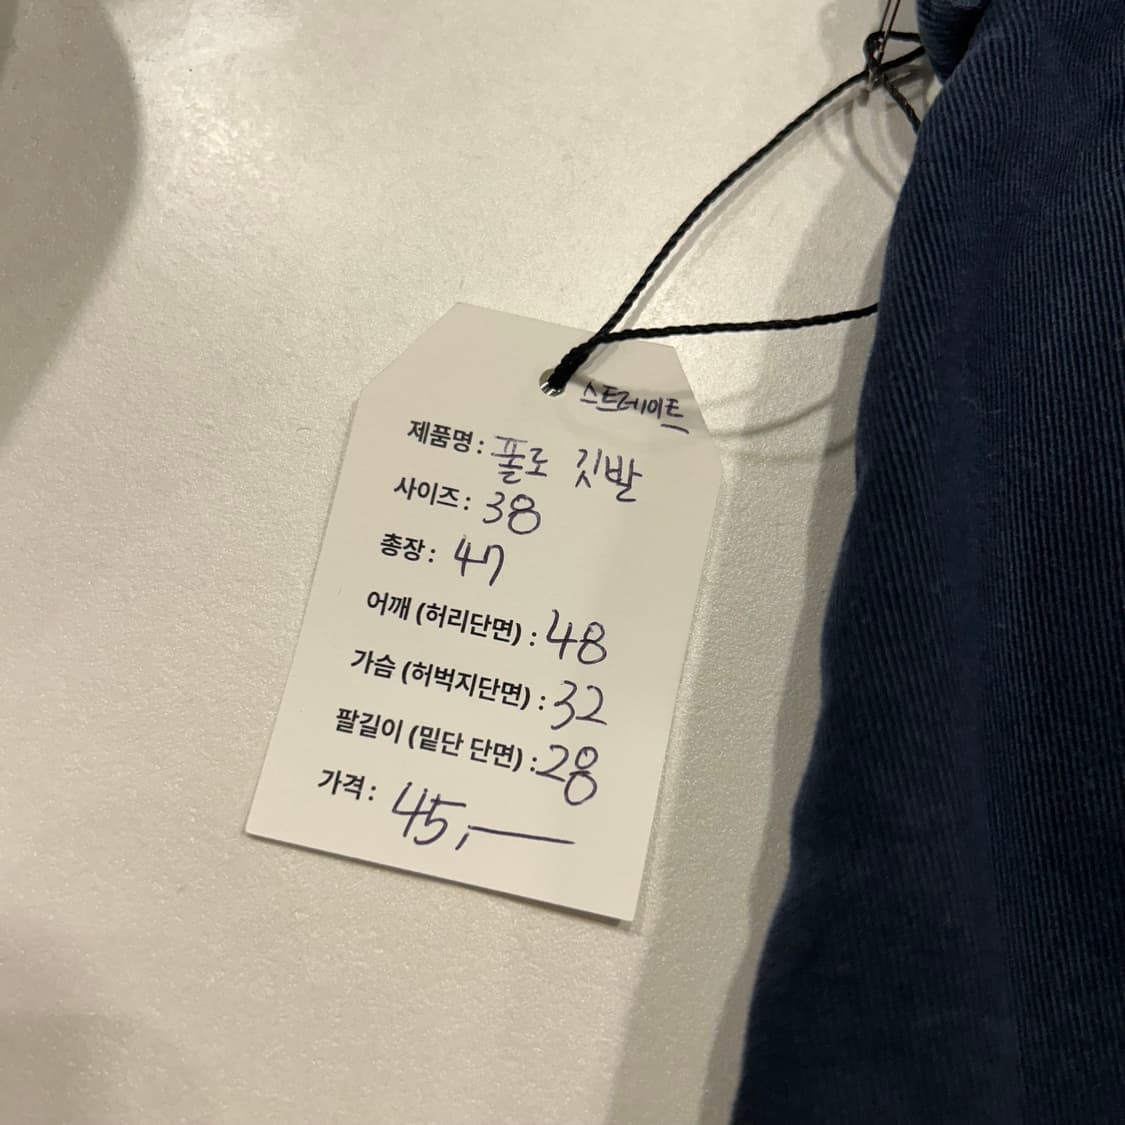 스트레이트
제품명: 폴로 깃발
사이즈: 38
총장: 47
어깨 (허리단면) : 48
가슴 (허벅지단면) : 32
팔길이 (밑단 단면) : 28
가격: 45,—